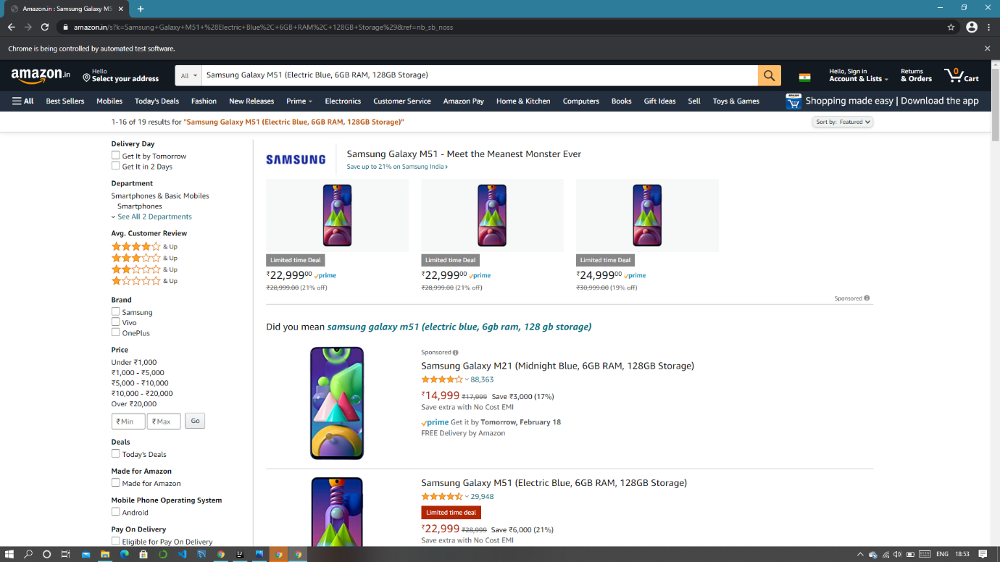 Amazon.in : Samsung Galaxy M5
amazon.in/s?k=Samsung+Galaxy+M51+%28Electric+Blue%2C+6GB+RAM%2C+128GB+Storage%29&ref=nb_sb_noss
Chrome is being controlled by automated test software.
amazon.in
Hello
Select your address
All
Samsung Galaxy M51 (Electric Blue, 6GB RAM, 128GB Storage)
Hello, Sign in
Account & Lists
Returns
& Orders
0
Cart
All Best Sellers Mobiles Today's Deals Fashion New Releases Prime Electronics Customer Service Amazon Pay Home & Kitchen Computers Books Gift Ideas Sell Toys & Games
Shopping made easy | Download the app
1-16 of 19 results for "Samsung Galaxy M51 (Electric Blue, 6GB RAM, 128GB Storage)"
Sort by: Featured
Delivery Day
Get It by Tomorrow
Get It in 2 Days
Department
Smartphones & Basic Mobiles
Smartphones
See All 2 Departments
Avg. Customer Review
& Up
& Up
& Up
& Up
Brand
Samsung
Vivo
OnePlus
Price
Under ₹1,000
₹1,000 - ₹5,000
₹5,000 - ₹10,000
₹10,000 - ₹20,000
Over ₹20,000
₹ Min ₹ Max Go
Deals
Today's Deals
Made for Amazon
Made for Amazon
Mobile Phone Operating System
Android
Pay On Delivery
Eligible for Pay On Delivery
SAMSUNG
Samsung Galaxy M51 - Meet the Meanest Monster Ever
Save up to 21% on Samsung India ›
Limited time Deal
₹22,99900 prime
₹28,999.00 (21% off)
Limited time Deal
₹22,99900 prime
₹28,999.00 (21% off)
Limited time Deal
₹24,99900 prime
₹30,999.00 (19% off)
Sponsored
Did you mean samsung galaxy m51 (electric blue, 6gb ram, 128 gb storage)
Sponsored
Samsung Galaxy M21 (Midnight Blue, 6GB RAM, 128GB Storage)
88,363
₹14,999 ₹17,999 Save ₹3,000 (17%)
Save extra with No Cost EMI
prime Get it by Tomorrow, February 18
FREE Delivery by Amazon
Samsung Galaxy M51 (Electric Blue, 6GB RAM, 128GB Storage)
29,948
Limited time deal
₹22,999 ₹28,999 Save ₹6,000 (21%)
Save extra with No Cost EMI
ENG 18:53